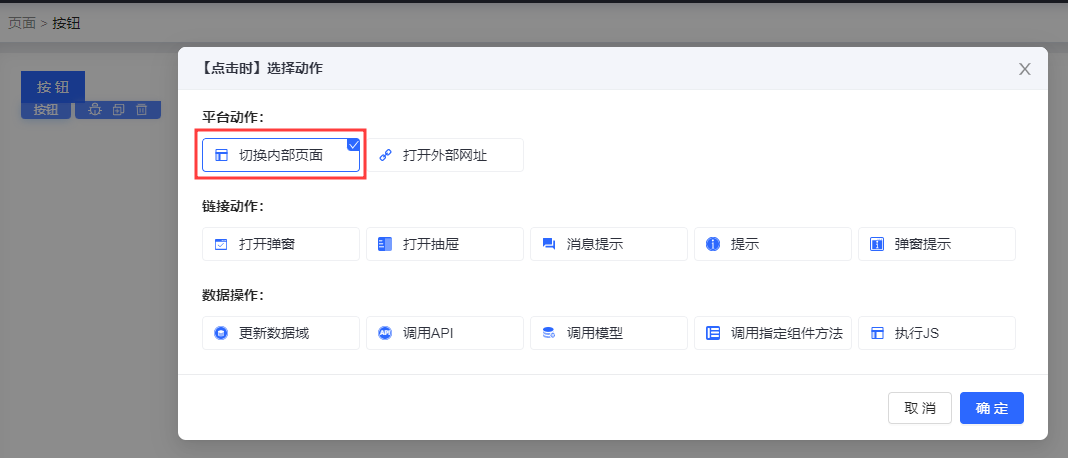 页面 > 按钮
按 钮
按钮
【点击时】选择动作
平台动作:
切换内部页面
打开外部网址
链接动作:
打开弹窗
打开抽屉
消息提示
提示
弹窗提示
数据操作:
更新数据域
API
调用API
调用模型
调用指定组件方法
执行JS
取 消
确 定